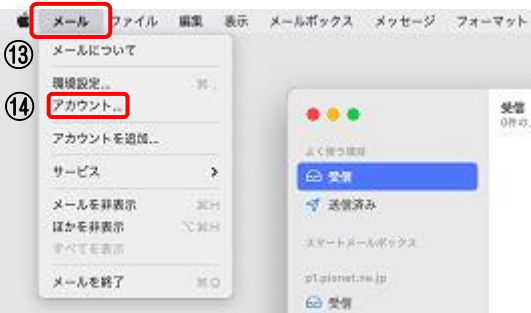 メール ファイル 編集 表示 メールボックス メッセージ フォーマット
⑬
メールについて
環境設定... ⌘ ,
⑭
アカウント...
アカウントを追加...
サービス >
メールを非表示 ⌘H
ほかを非表示 ⌥⌘H
すべてを表示
メールを終了 ⌘Q
受信
よく使う項目
受信
送信済み
スマートメールボックス
p1.pisnet.ne.jp
受信